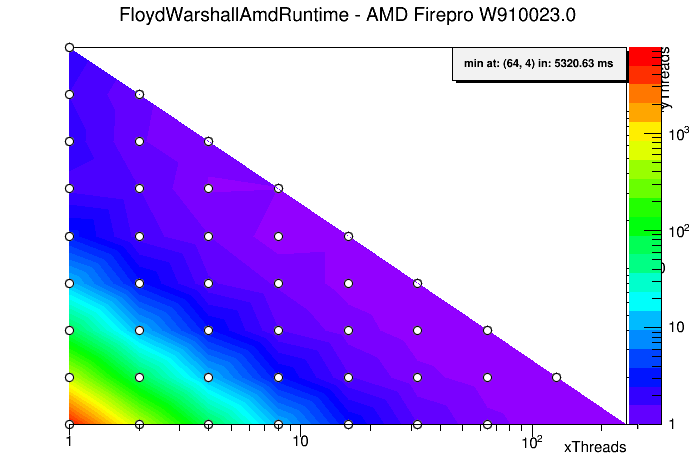 FloydWarshallAmdRuntime - AMD Firepro W910023.0
min at: (64, 4) in: 5320.63 ms
yThreads
10³
10²
10
1
1
10
10²
xThreads